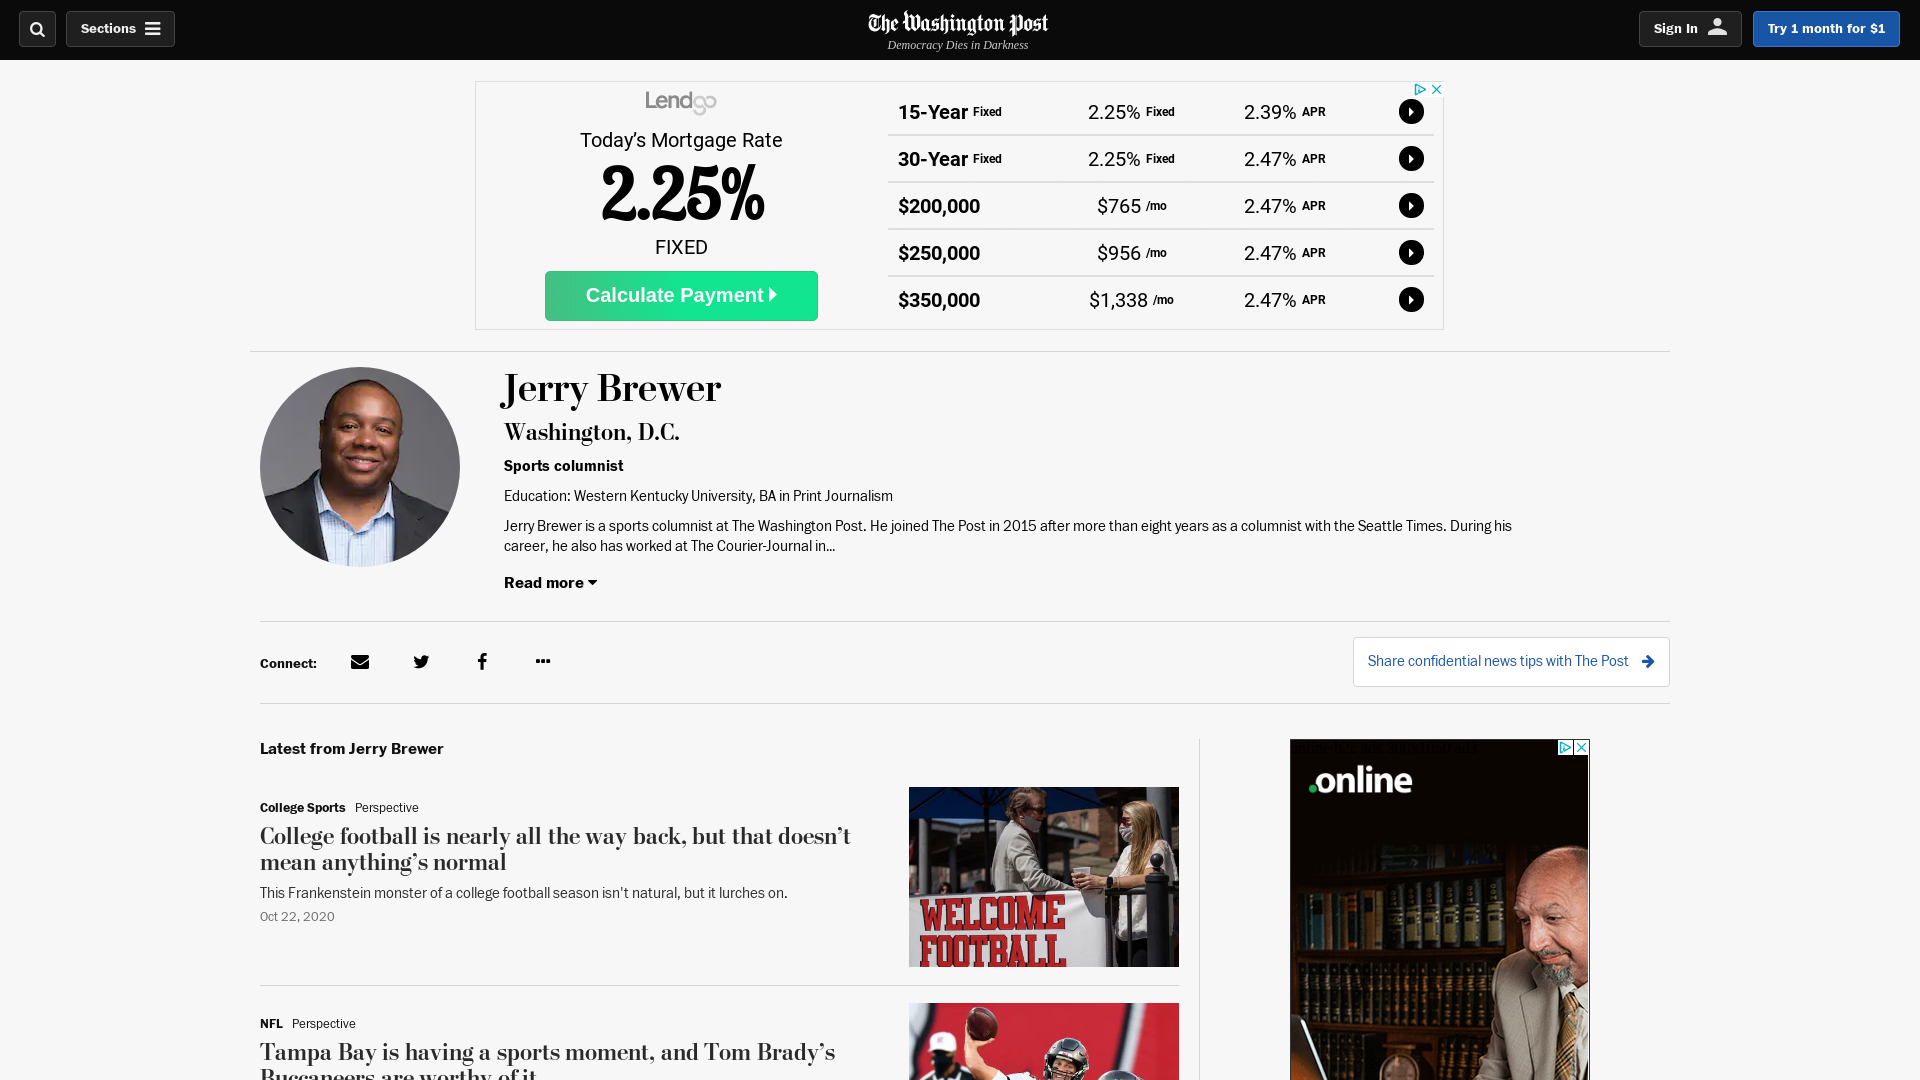 Sections
The Washington Post
Democracy Dies in Darkness
Sign In
Try 1 month for $1
Lendgo
Today’s Mortgage Rate
2.25%
FIXED
Calculate Payment
15-Year Fixed 2.25% Fixed 2.39% APR
30-Year Fixed 2.25% Fixed 2.47% APR
$200,000 $765 /mo 2.47% APR
$250,000 $956 /mo 2.47% APR
$350,000 $1,338 /mo 2.47% APR
Jerry Brewer
Washington, D.C.
Sports columnist
Education: Western Kentucky University, BA in Print Journalism
Jerry Brewer is a sports columnist at The Washington Post. He joined The Post in 2015 after more than eight years as a columnist with the Seattle Times. During his
career, he also has worked at The Courier-Journal in...
Read more
Connect:
Share confidential news tips with The Post
Latest from Jerry Brewer
College Sports Perspective
College football is nearly all the way back, but that doesn’t
mean anything’s normal
This Frankenstein monster of a college football season isn't natural, but it lurches on.
Oct 22, 2020
WELCOME
FOOTBALL
NFL Perspective
Tampa Bay is having a sports moment, and Tom Brady’s
Buccaneers are worthy of it
.online